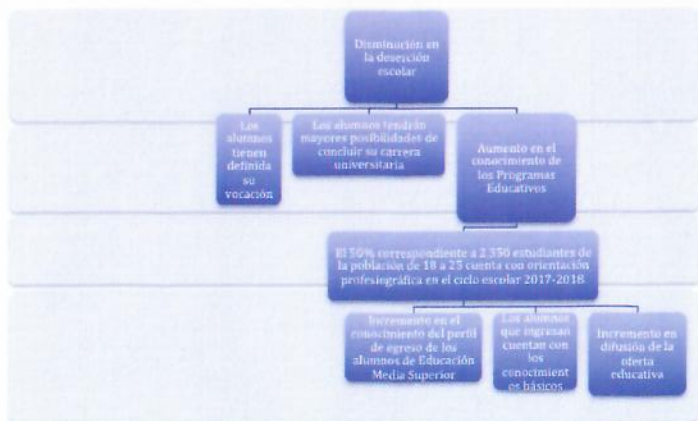 Disminución en
la deserción
escolar
Los
alumnos
tienen
definida
su
vocación
Los alumnos tendrán
mayores posibilidades de
concluir su carrera
universitaria
Aumento en el
conocimiento de
los Programas
Educativos
El 50% correspondiente a 2 350 estudiantes de
la población de 18 a 25 cuenta con orientación
profesiográfica en el ciclo escolar 2017-2018
Incremento en el
conocimiento del perfil
de egreso de los
alumnos de Educación
Media Superior
Los alumnos
que ingresan
cuentan con
los
conocimient
os básicos
Incremento en
difusión de la
oferta
educativa